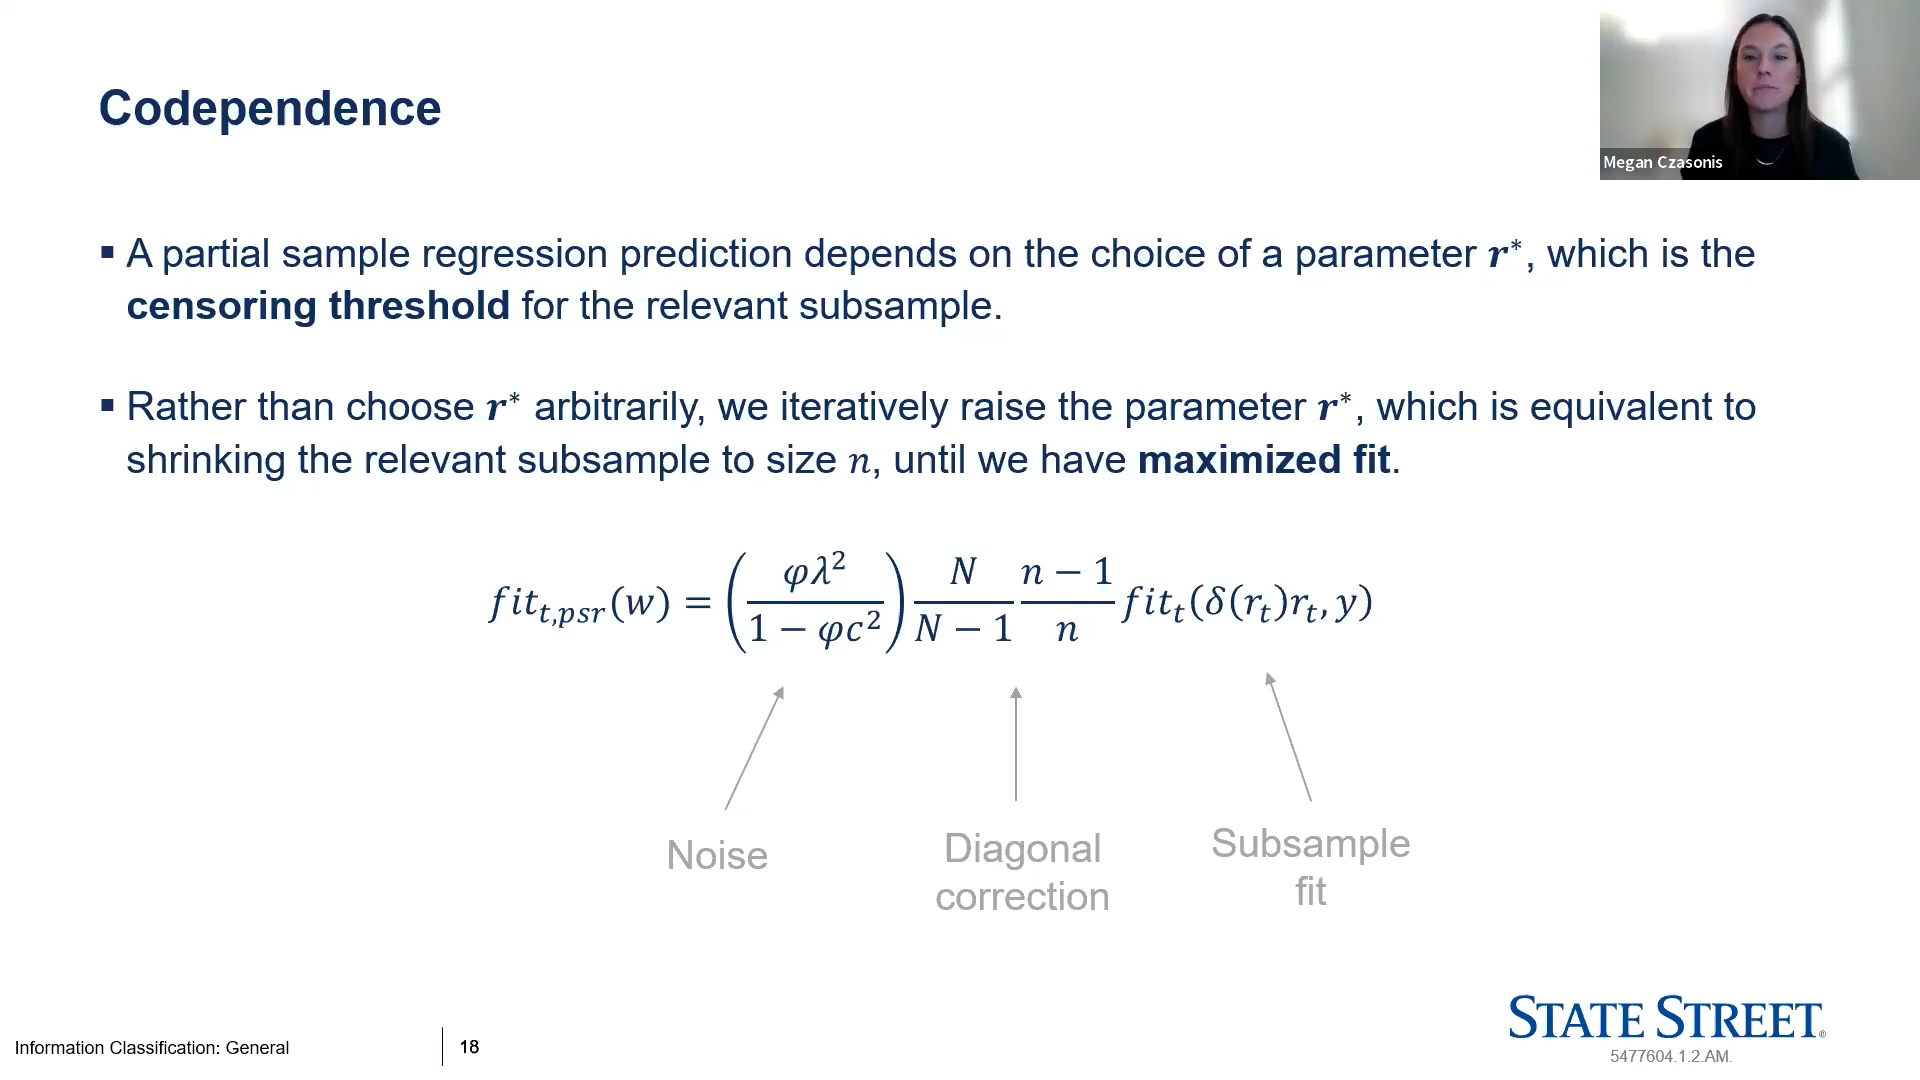 Codependence
Megan Czasonis
▪ A partial sample regression prediction depends on the choice of a parameter r*, which is the
censoring threshold for the relevant subsample.
▪ Rather than choose r* arbitrarily, we iteratively raise the parameter r*, which is equivalent to
shrinking the relevant subsample to size n, until we have maximized fit.
fit_{t,psr}(w) = (φλ² / (1 − φc²)) N/(N − 1) (n − 1)/n fit_t(δ(r_t)r_t, y)
Noise
Diagonal
correction
Subsample
fit
Information Classification: General
18
STATE STREET®
5477604.1.2.AM.